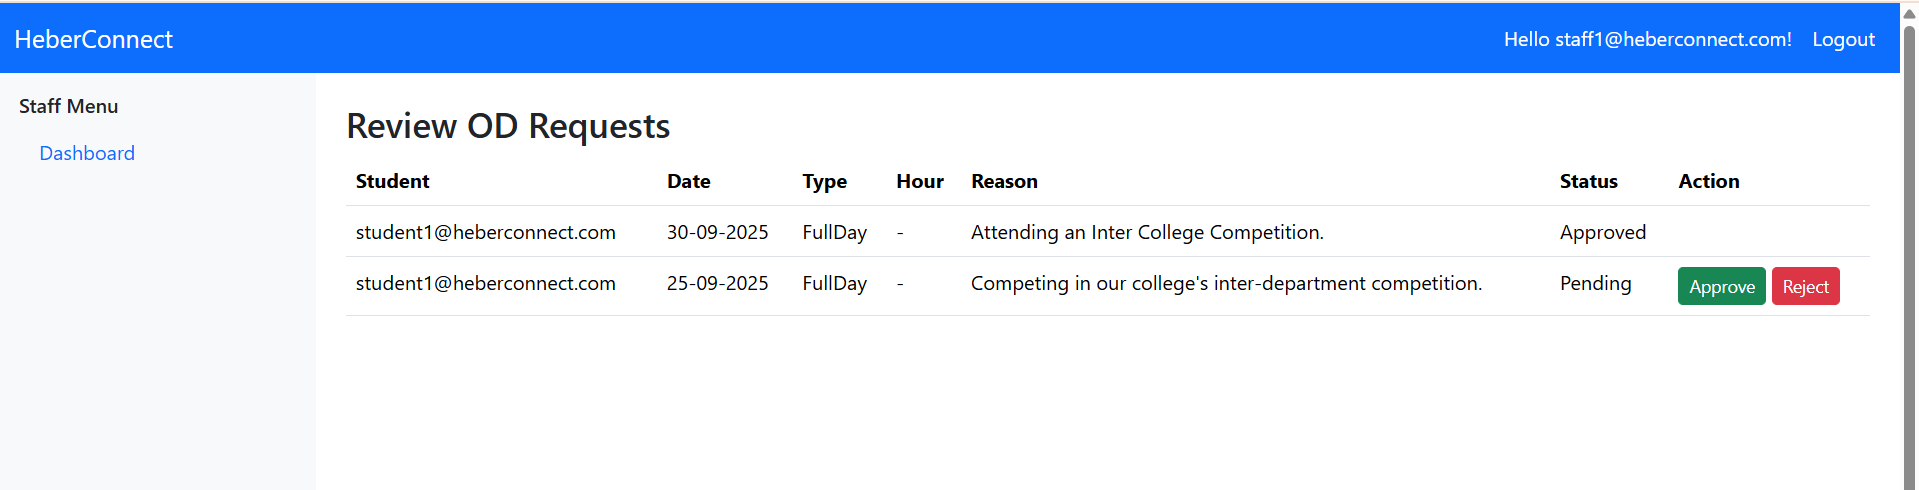 HeberConnect Hello staff1@heberconnect.com! Logout
Staff Menu
Dashboard
Review OD Requests
Student Date Type Hour Reason Status Action
student1@heberconnect.com 30-09-2025 FullDay - Attending an Inter College Competition. Approved
student1@heberconnect.com 25-09-2025 FullDay - Competing in our college's inter-department competition. Pending Approve Reject